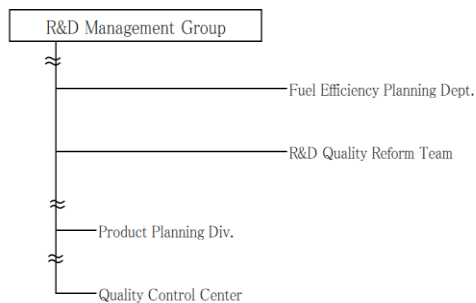 R&D Management Group
Fuel Efficiency Planning Dept.
R&D Quality Reform Team
Product Planning Div.
Quality Control Center